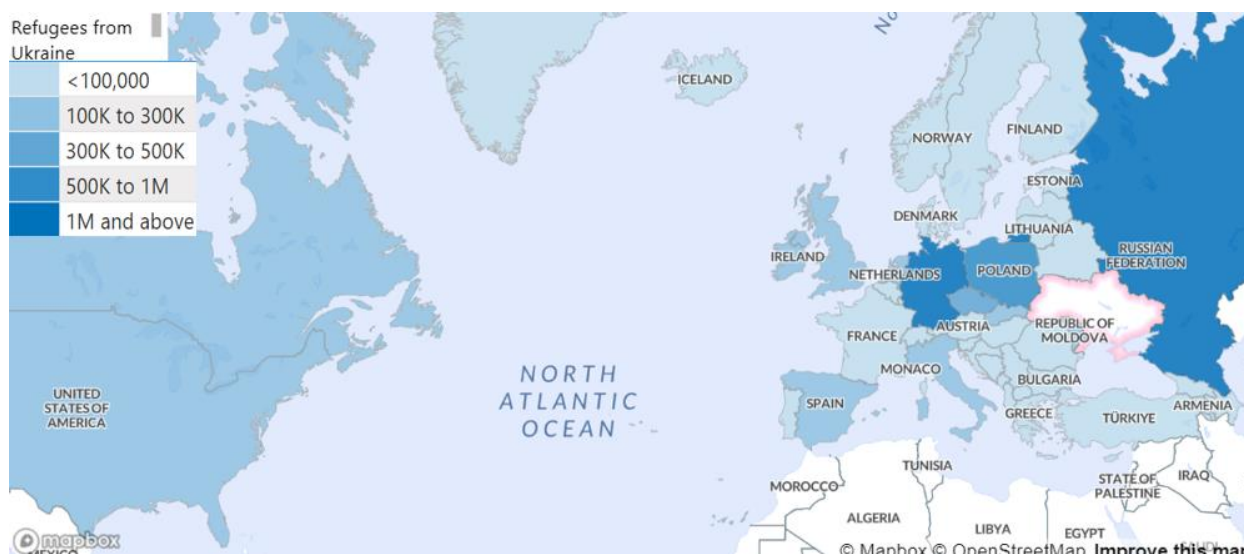 Refugees from
Ukraine
<100,000
100K to 300K
300K to 500K
500K to 1M
1M and above
ICELAND
NORWAY
FINLAND
ESTONIA
DENMARK
LITHUANIA
RUSSIAN
FEDERATION
IRELAND
NETHERLANDS
POLAND
REPUBLIC OF
MOLDOVA
AUSTRIA
FRANCE
MONACO
BULGARIA
SPAIN
GREECE
TÜRKIYE
ARMENIA
UNITED
STATES OF
AMERICA
NORTH
ATLANTIC
OCEAN
MOROCCO
TUNISIA
STATE OF
PALESTINE
IRAQ
ALGERIA
LIBYA
EGYPT
mapbox
© Mapbox © OpenStreetMap Improve this map